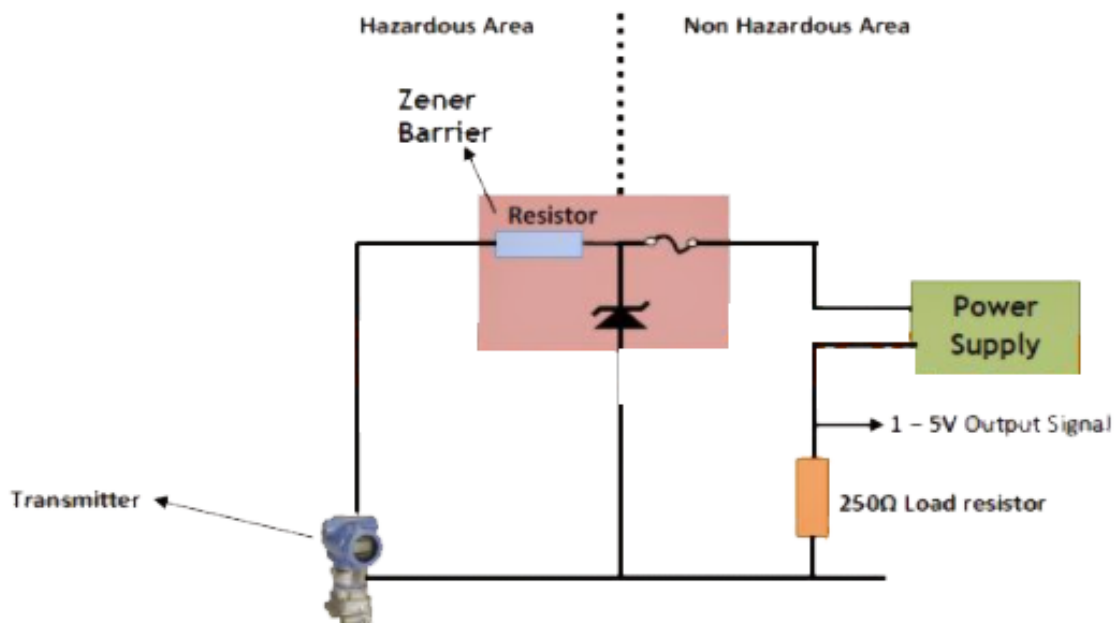 Hazardous Area
Non Hazardous Area
Zener
Barrier
Resistor
Power
Supply
1 – 5V Output Signal
250Ω Load resistor
Transmitter